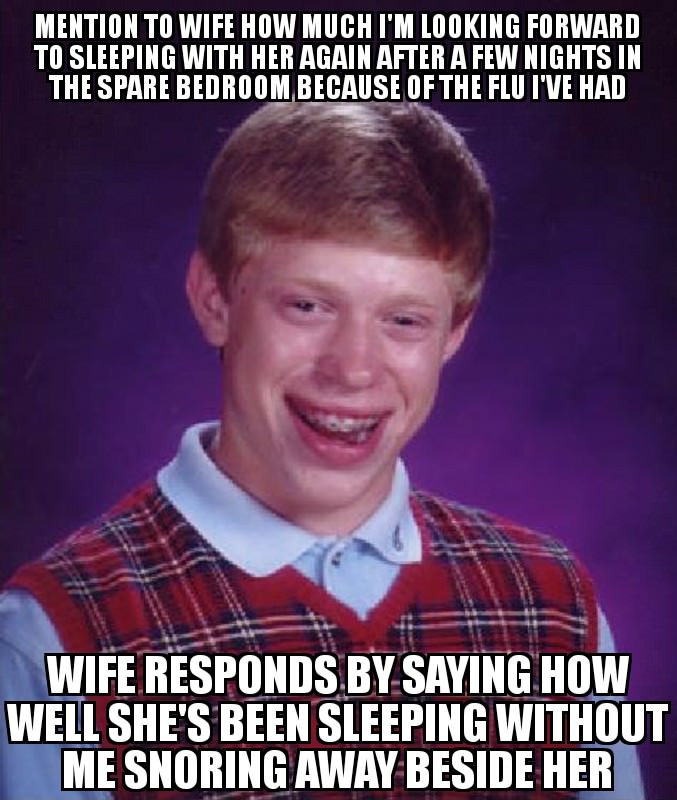 MENTION TO WIFE HOW MUCH I'M LOOKING FORWARD
TO SLEEPING WITH HER AGAIN AFTER A FEW NIGHTS IN
THE SPARE BEDROOM BECAUSE OF THE FLU I'VE HAD
WIFE RESPONDS BY SAYING HOW
WELL SHE'S BEEN SLEEPING WITHOUT
ME SNORING AWAY BESIDE HER